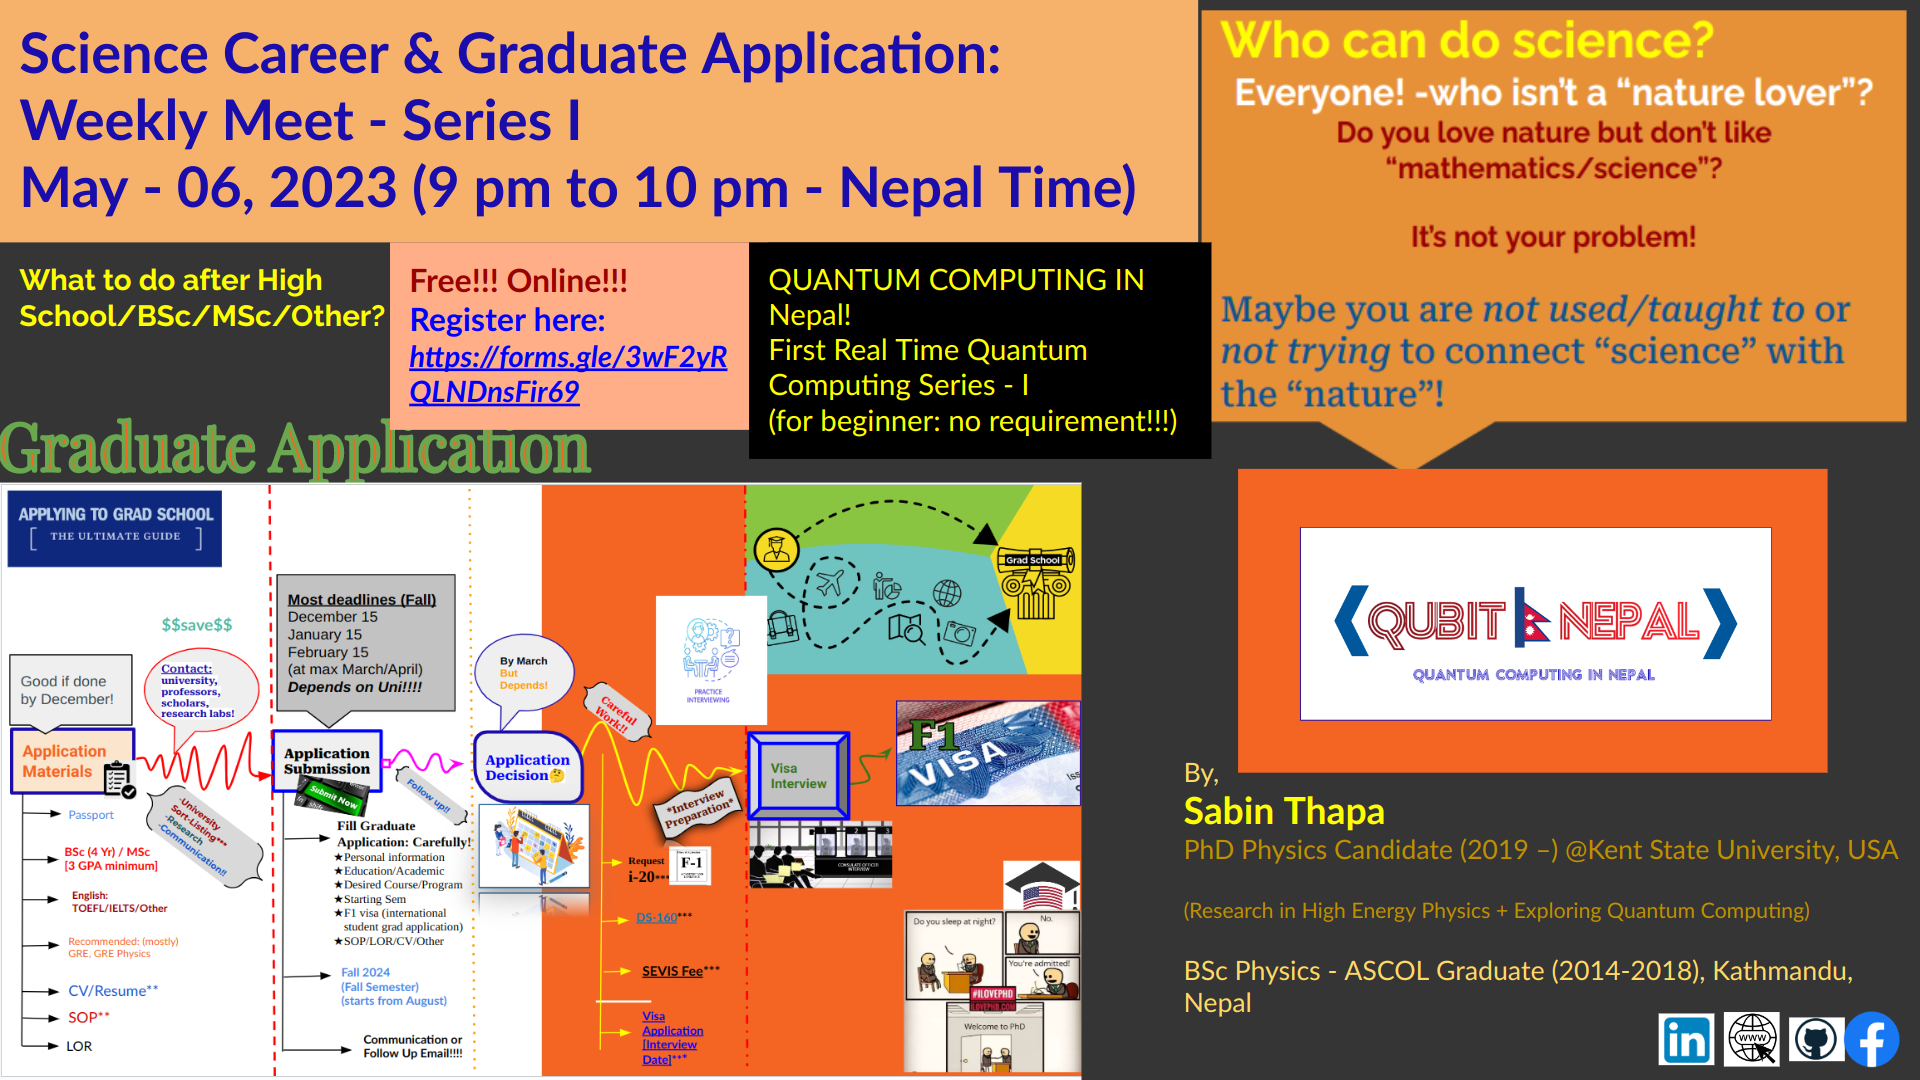 Science Career & Graduate Application:
Weekly Meet - Series I
May - 06, 2023 (9 pm to 10 pm - Nepal Time)
Who can do science?
Everyone! -who isn't a “nature lover”?
Do you love nature but don't like
“mathematics/science”?
It's not your problem!
Maybe you are not used/taught to or
not trying to connect “science” with
the “nature”!
What to do after High
School/BSc/MSc/Other?
Free!!! Online!!!
Register here:
https://forms.gle/3wF2yR
QLNDnsFir69
QUANTUM COMPUTING IN
Nepal!
First Real Time Quantum
Computing Series - I
(for beginner: no requirement!!!)
Graduate Application
APPLYING TO GRAD SCHOOL
[ THE ULTIMATE GUIDE ]
$$save$$
Good if done
by December!
Contact:
university,
professors,
scholars,
research labs!
Application
Materials
-University
Sort-Listing***
-Research
-Communication!!
Passport
BSc (4 Yr) / MSc
[3 GPA minimum]
English:
TOEFL/IELTS/Other
Recommended: (mostly)
GRE, GRE Physics
CV/Resume**
SOP**
LOR
Most deadlines (Fall)
December 15
January 15
February 15
(at max March/April)
Depends on Uni!!!!
Application
Submission
Submit Now
Follow up!!
Fill Graduate
Application: Carefully!
★Personal information
★Education/Academic
★Desired Course/Program
★Starting Sem
★F1 visa (international
student grad application)
★SOP/LOR/CV/Other
Fall 2024
(Fall Semester)
(starts from August)
Communication or
Follow Up Email!!!!
By March
But
Depends!
Application
Decision🤔
Careful
Work!!
PRACTICE
INTERVIEWING
*Interview
Preparation*
Request
i-20***
F-1
DS-160***
SEVIS Fee***
Visa
Application
[Interview
Date]***
Grad School
Visa
Interview
F1
VISA
1 2 3
CONSULATE OFFICER
INTERVIEW
Do you sleep at night?
No.
You're admitted!
#ILOVEPHD
ILOVEPHD.COM
Welcome to PhD
QUBIT NEPAL
QUANTUM COMPUTING IN NEPAL
By,
Sabin Thapa
PhD Physics Candidate (2019 –) @Kent State University, USA
(Research in High Energy Physics + Exploring Quantum Computing)
BSc Physics - ASCOL Graduate (2014-2018), Kathmandu,
Nepal
in
WWW
f